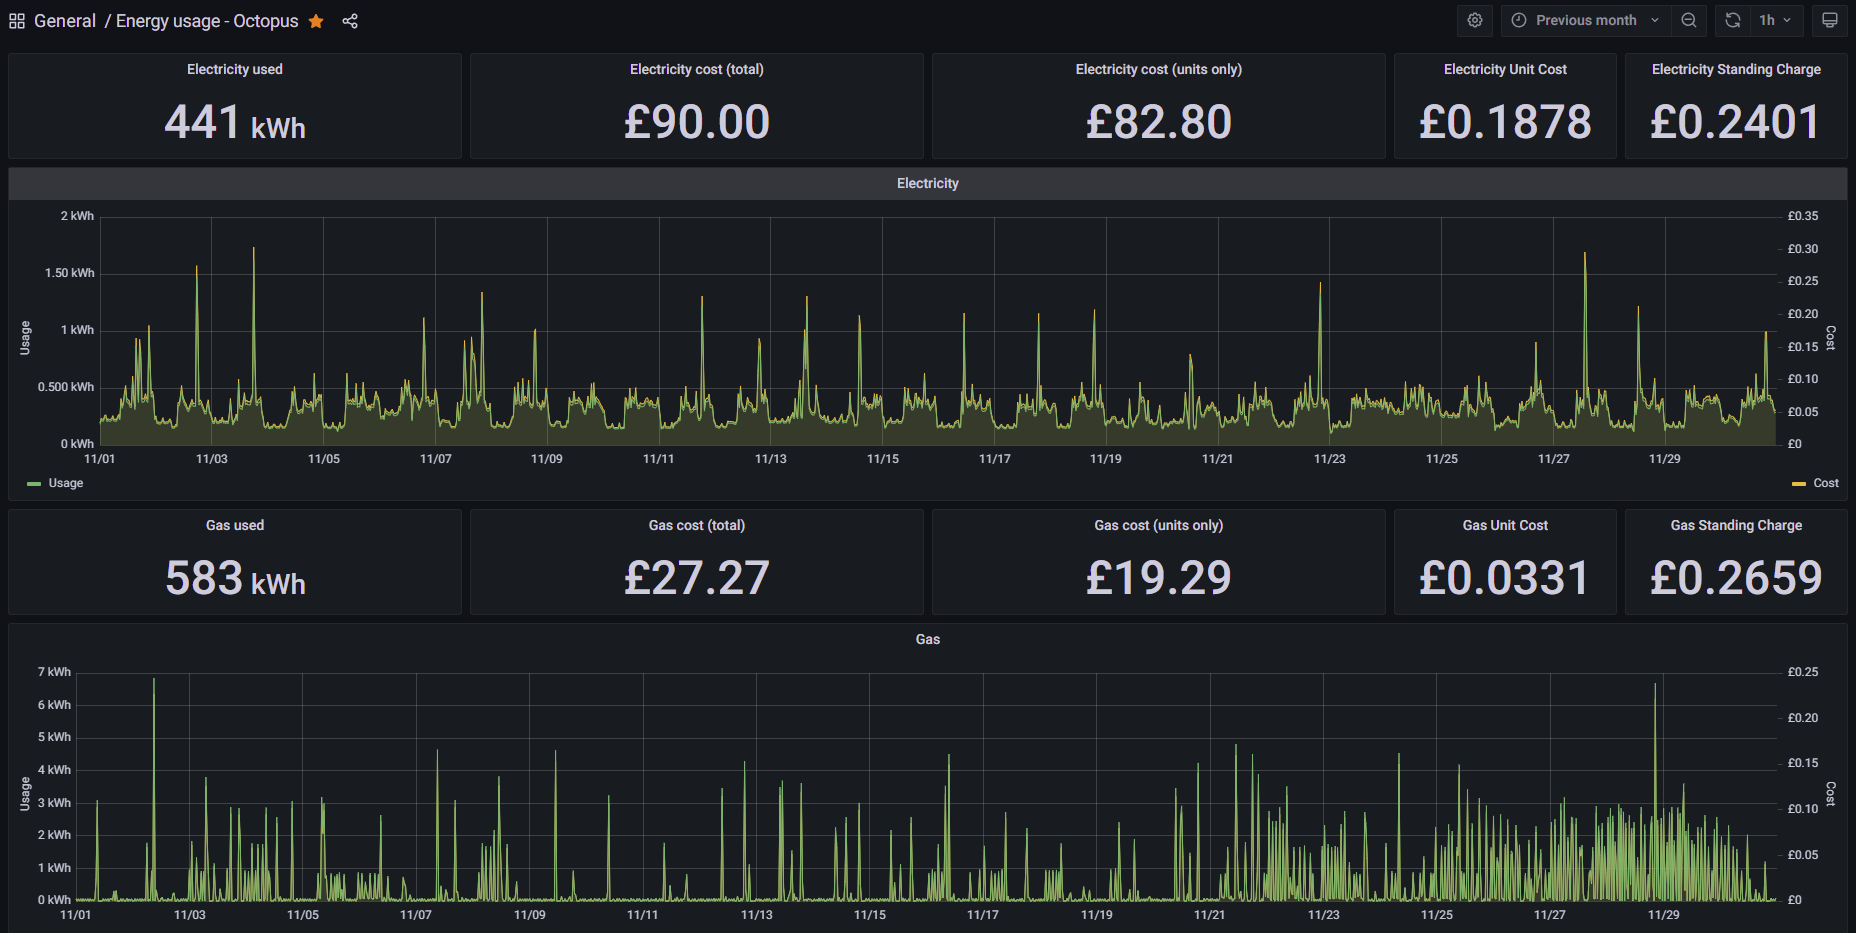 General / Energy usage - Octopus
Previous month
1h
Electricity used
Electricity cost (total)
Electricity cost (units only)
Electricity Unit Cost
Electricity Standing Charge
441 kWh
£90.00
£82.80
£0.1878
£0.2401
Electricity
2 kWh
1.50 kWh
1 kWh
0.500 kWh
0 kWh
Usage
£0.35
£0.30
£0.25
£0.20
£0.15
£0.10
£0.05
£0
Cost
11/01 11/03 11/05 11/07 11/09 11/11 11/13 11/15 11/17 11/19 11/21 11/23 11/25 11/27 11/29
Usage
Cost
Gas used
Gas cost (total)
Gas cost (units only)
Gas Unit Cost
Gas Standing Charge
583 kWh
£27.27
£19.29
£0.0331
£0.2659
Gas
7 kWh
6 kWh
5 kWh
4 kWh
3 kWh
2 kWh
1 kWh
0 kWh
Usage
£0.25
£0.20
£0.15
£0.10
£0.05
£0
Cost
11/01 11/03 11/05 11/07 11/09 11/11 11/13 11/15 11/17 11/19 11/21 11/23 11/25 11/27 11/29